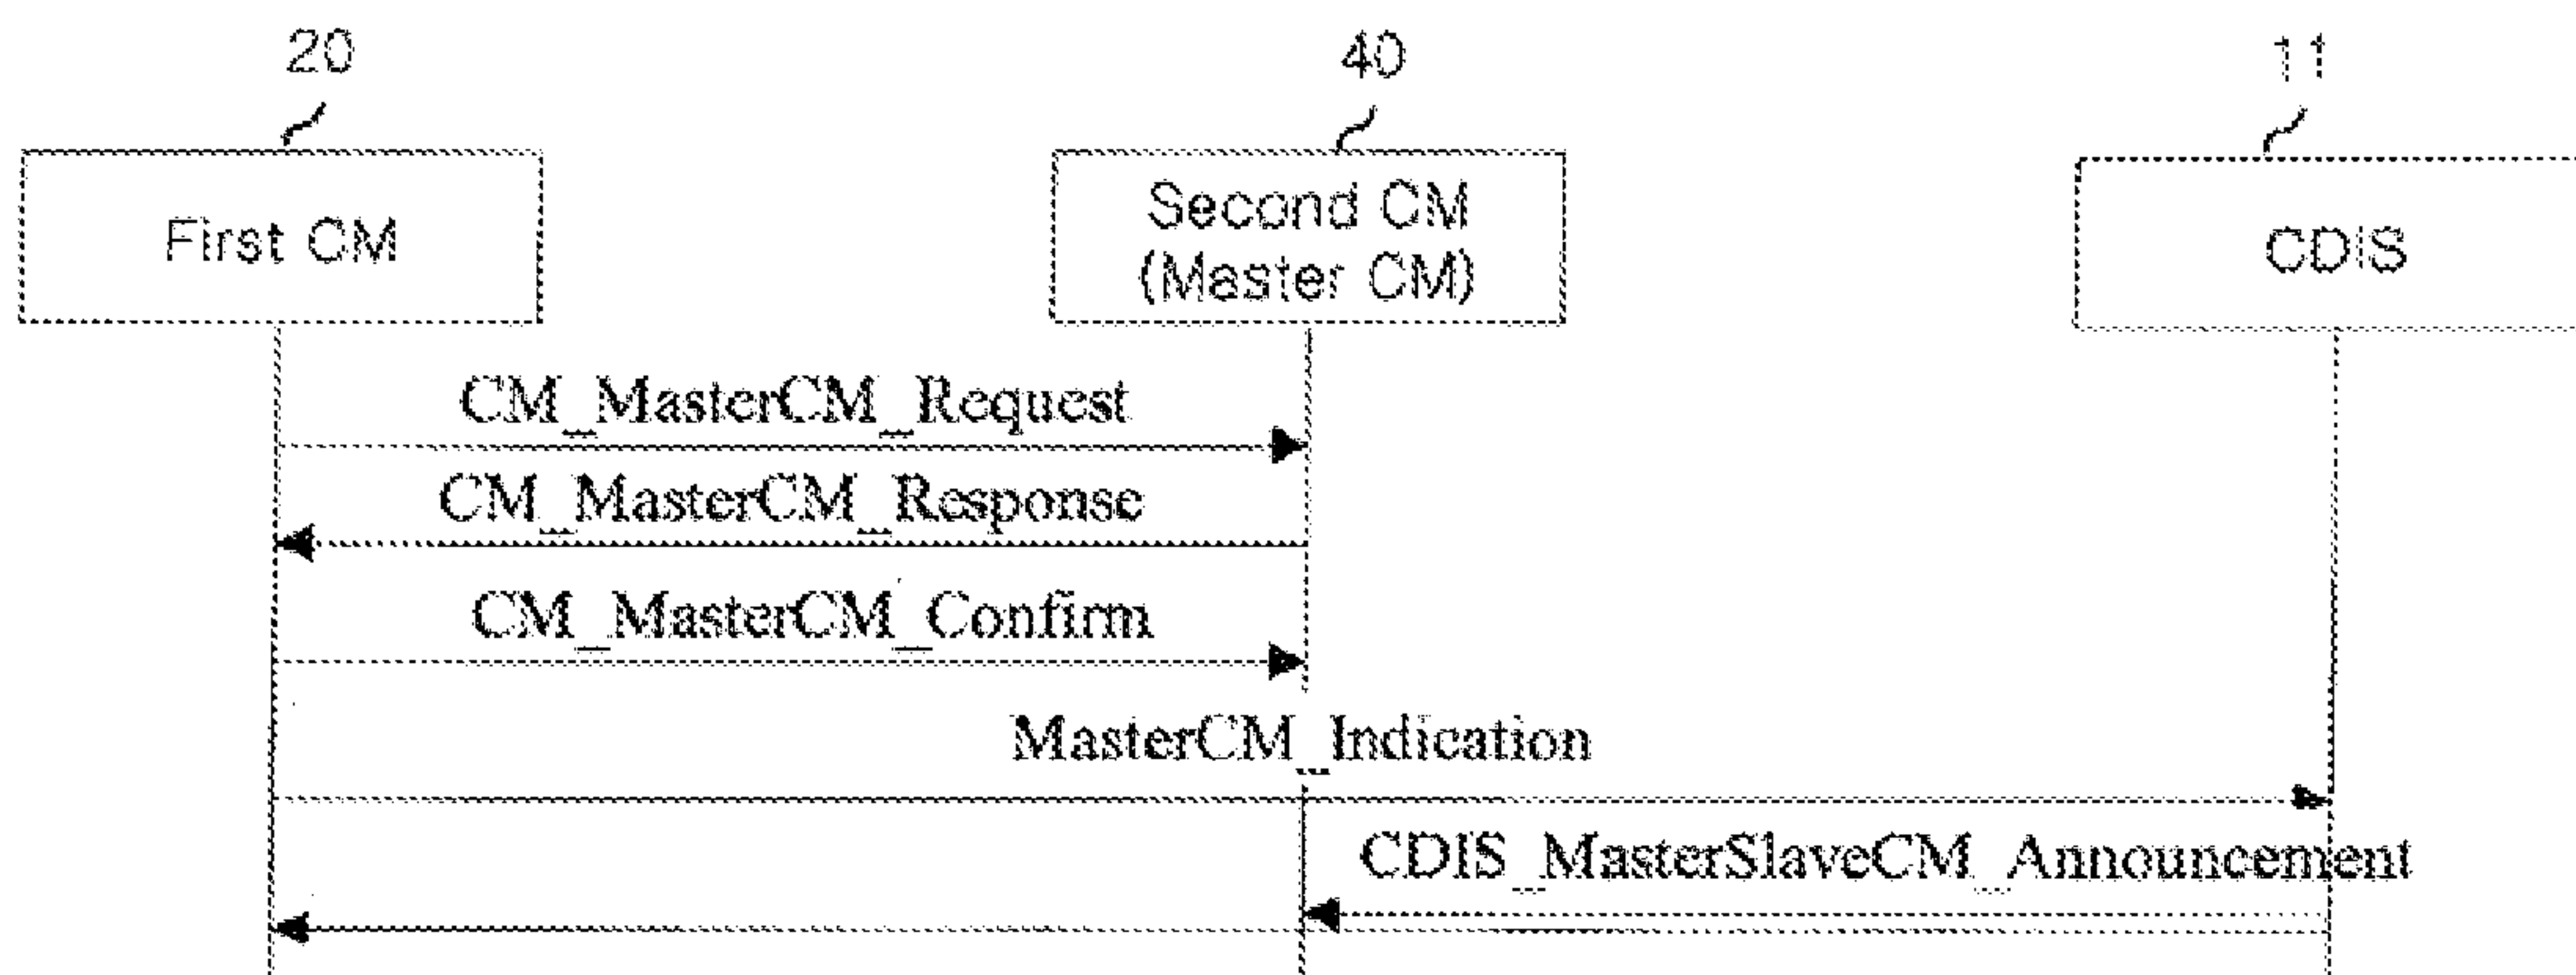 20
40
11
First CM
Second CM
(Master CM)
CDIS
CM_MasterCM_Request
CM_MasterCM_Response
CM_MasterCM_Confirm
MasterCM_Indication
CDIS_MasterSlaveCM_Announcement